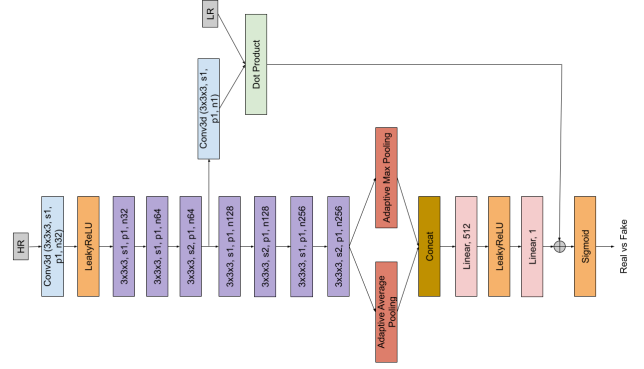 HR
Conv3d (3x3x3, s1,
p1, n32)
LeakyReLU
3x3x3, s1, p1, n32
3x3x3, s1, p1, n64
3x3x3, s2, p1, n64
3x3x3, s1, p1, n128
3x3x3, s2, p1, n128
3x3x3, s1, p1, n256
3x3x3, s2, p1, n256
Conv3d (3x3x3, s1,
p1, n1)
LR
Dot Product
Adaptive Average
Pooling
Adaptive Max Pooling
Concat
Linear, 512
LeakyReLU
Linear, 1
Sigmoid
Real vs Fake